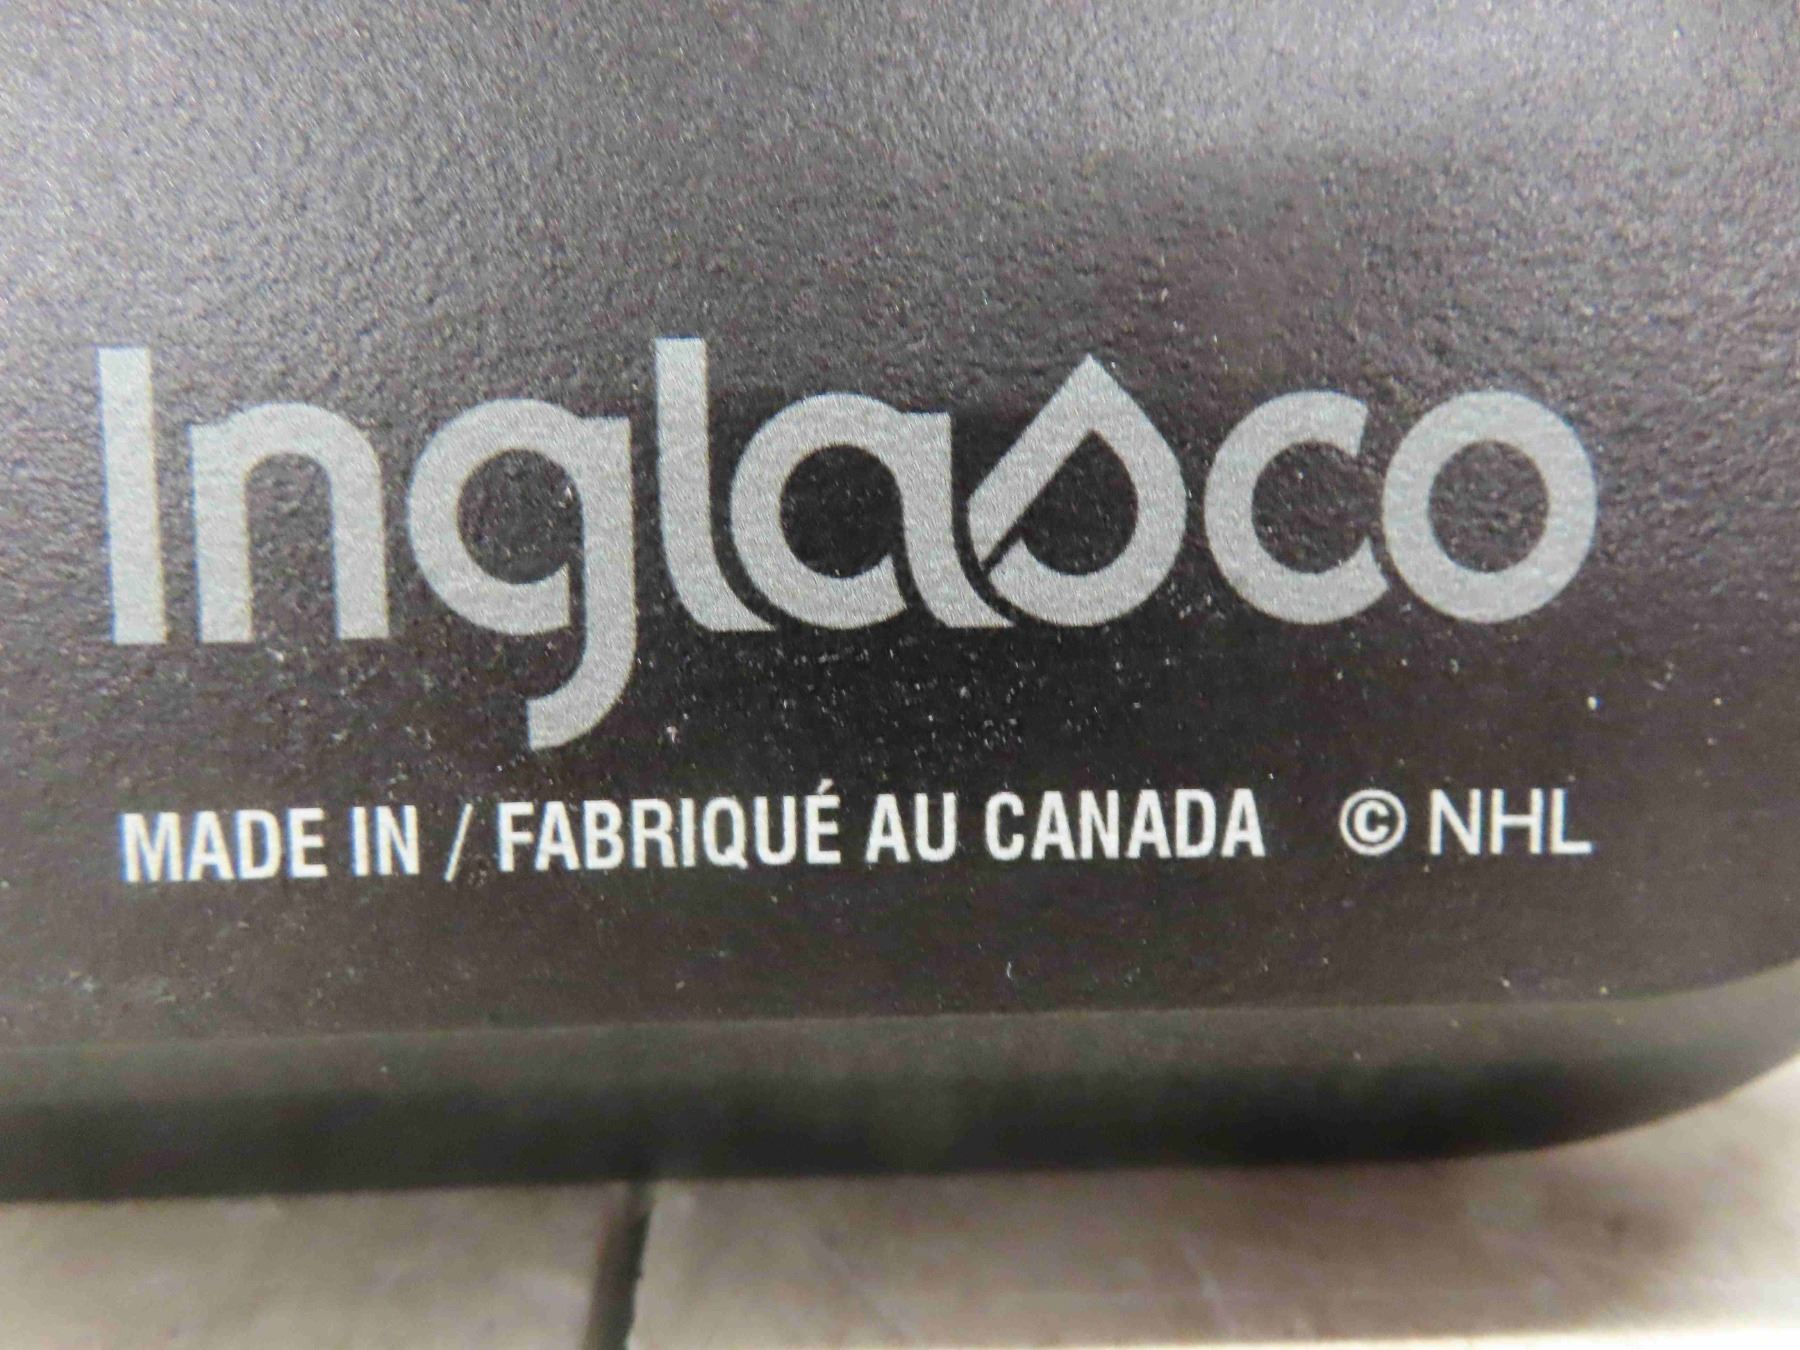 Inglasco
MADE IN / FABRIQUÉ AU CANADA © NHL